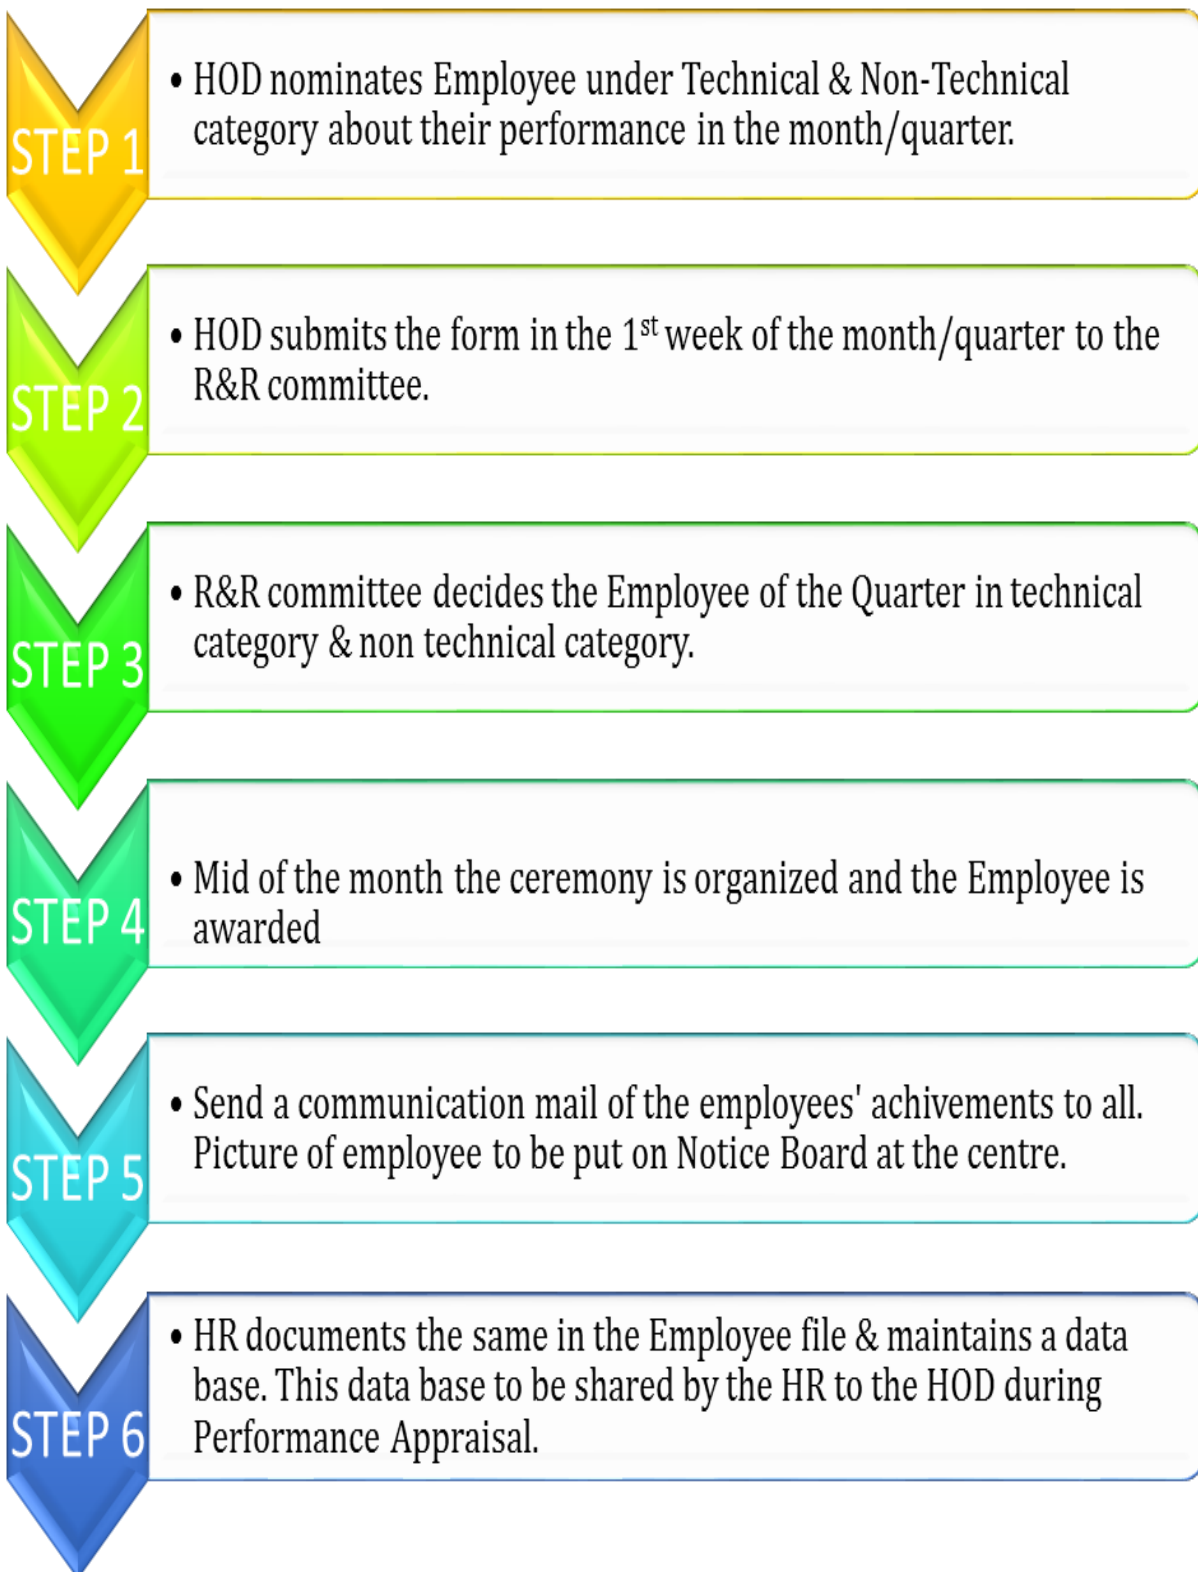 STEP 1
• HOD nominates Employee under Technical & Non-Technical
category about their performance in the month/quarter.
STEP 2
• HOD submits the form in the 1st week of the month/quarter to the
R&R committee.
STEP 3
• R&R committee decides the Employee of the Quarter in technical
category & non technical category.
STEP 4
• Mid of the month the ceremony is organized and the Employee is
awarded
STEP 5
• Send a communication mail of the employees' achivements to all.
Picture of employee to be put on Notice Board at the centre.
STEP 6
• HR documents the same in the Employee file & maintains a data
base. This data base to be shared by the HR to the HOD during
Performance Appraisal.